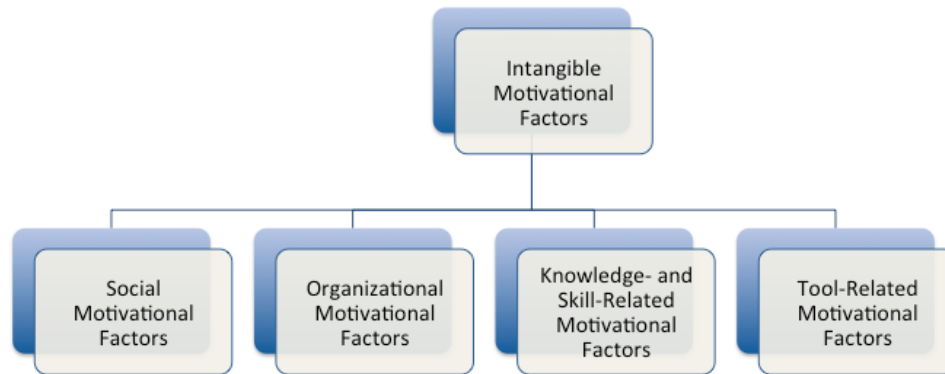 Intangible
Motivational
Factors
Social
Motivational
Factors
Organizational
Motivational
Factors
Knowledge- and
Skill-Related
Motivational
Factors
Tool-Related
Motivational
Factors